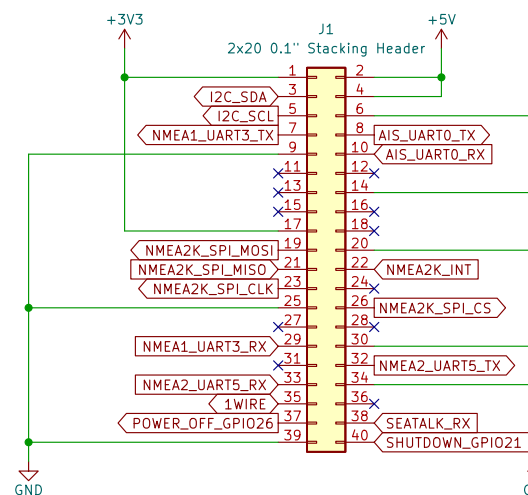 +3V3
+5V
J1
2x20 0.1" Stacking Header
1 2
I2C_SDA 3 4
I2C_SCL 5 6
NMEA1_UART3_TX 7 8 AIS_UART0_TX
9 10 AIS_UART0_RX
11 12
13 14
15 16
17 18
NMEA2K_SPI_MOSI 19 20
NMEA2K_SPI_MISO 21 22 NMEA2K_INT
NMEA2K_SPI_CLK 23 24
25 26 NMEA2K_SPI_CS
27 28
NMEA1_UART3_RX 29 30
31 32 NMEA2_UART5_TX
NMEA2_UART5_RX 33 34
1WIRE 35 36
POWER_OFF_GPIO26 37 38 SEATALK_RX
39 40 SHUTDOWN_GPIO21
GND